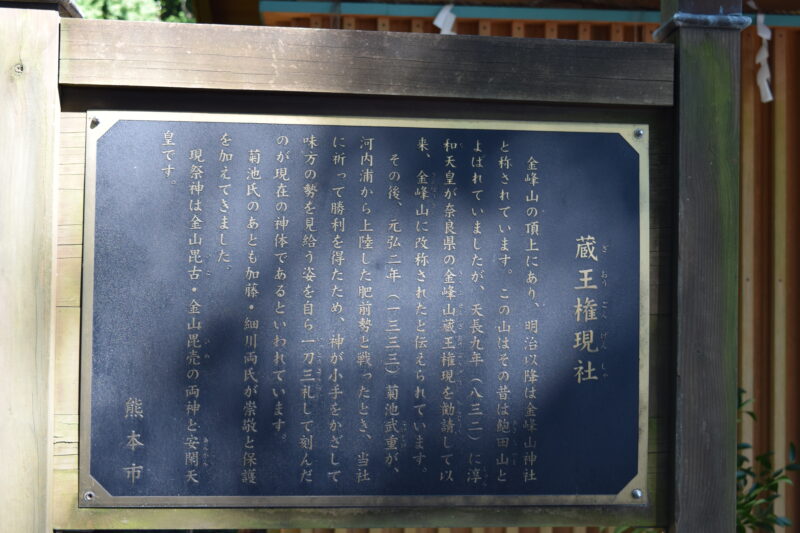 蔵王権現社
ざおうごんげんしゃ
金峰山の頂上にあり、明治以降は金峰山神社
と称されています。この山はその昔は飽田山と
よばれていましたが、天長九年（八三二）に淳
和天皇が奈良県の金峰山蔵王権現を勧請して以
来、金峰山に改称されたと伝えられています。
その後、元弘二年（一三三三）菊池武重が、
河内浦から上陸した肥前勢と戦ったとき、当社
に祈って勝利を得たため、神が小手をかざして
味方の勢を見給う姿を自ら一刀三礼して刻んだ
のが現在の神体であるといわれています。
菊池氏のあとも加藤・細川両氏が崇敬と保護
を加えてきました。
現祭神は金山毘古・金山毘売の両神と安閑天
皇です。
熊本市